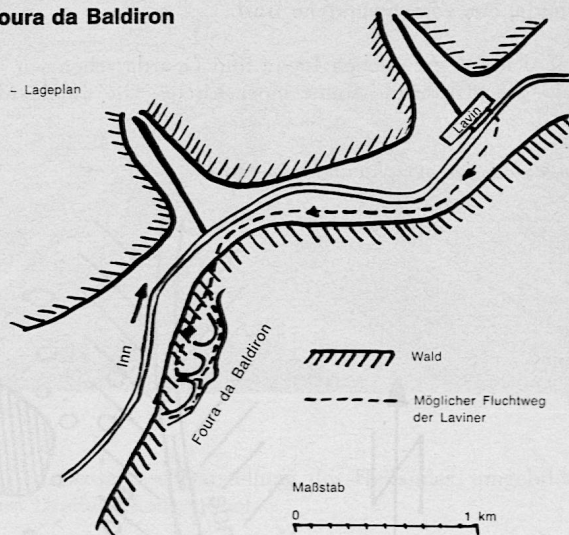 oura da Baldiron
– Lageplan
Lavin
Inn
Foura da Baldiron
Wald
Möglicher Fluchtweg
der Laviner
Maßstab
0 1 km